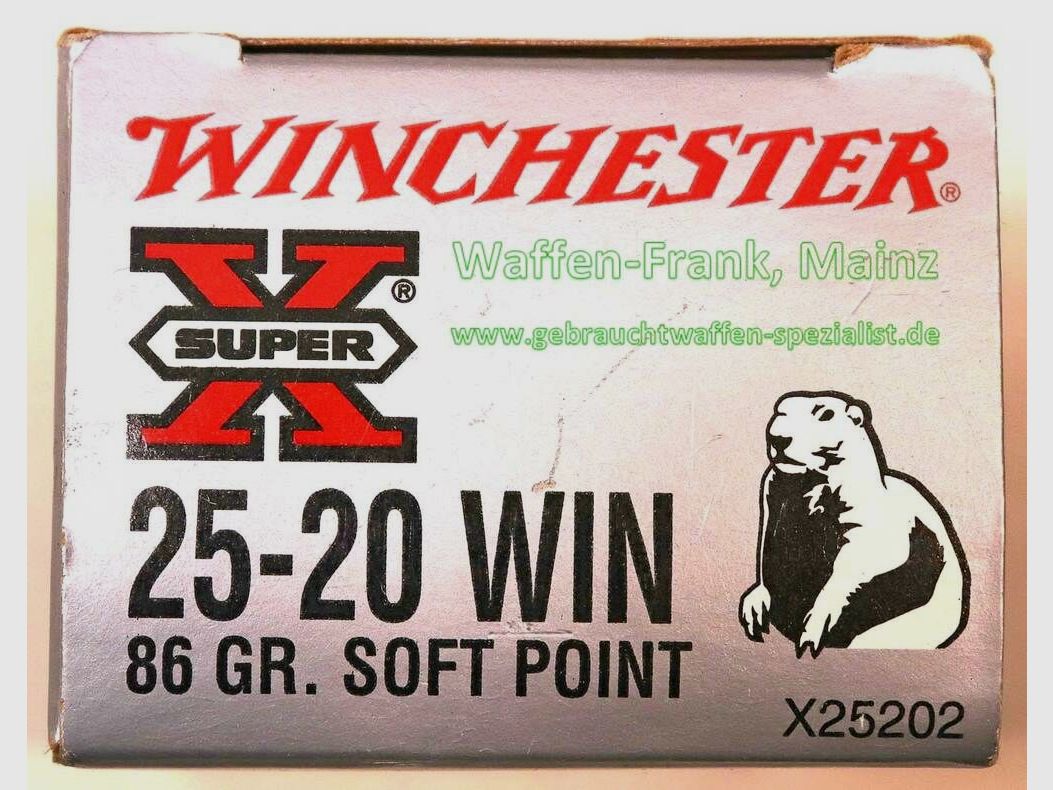 WINCHESTER®
Waffen-Frank, Mainz
X®
SUPER
www.gebrauchtwaffen-spezialist.de
25-20 WIN
86 GR. SOFT POINT
X25202